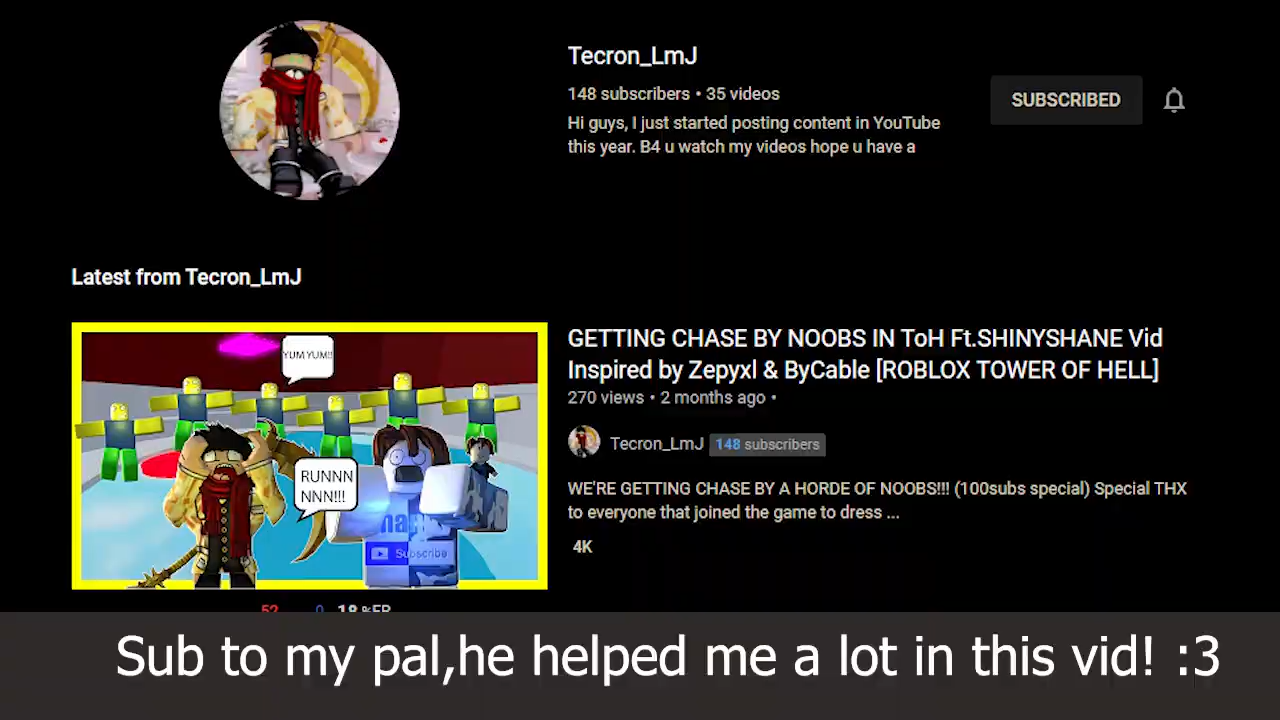 Tecron_LmJ
148 subscribers • 35 videos
SUBSCRIBED
Hi guys, I just started posting content in YouTube
this year. B4 u watch my videos hope u have a
Latest from Tecron_LmJ
YUM YUM!!
RUNNN
NNN!!!
Subscribe
GETTING CHASE BY NOOBS IN ToH Ft.SHINYSHANE Vid
Inspired by Zepyxl & ByCable [ROBLOX TOWER OF HELL]
270 views • 2 months ago •
Tecron_LmJ 148 subscribers
WE'RE GETTING CHASE BY A HORDE OF NOOBS!!! (100subs special) Special THX
to everyone that joined the game to dress ...
4K
Sub to my pal,he helped me a lot in this vid! :3